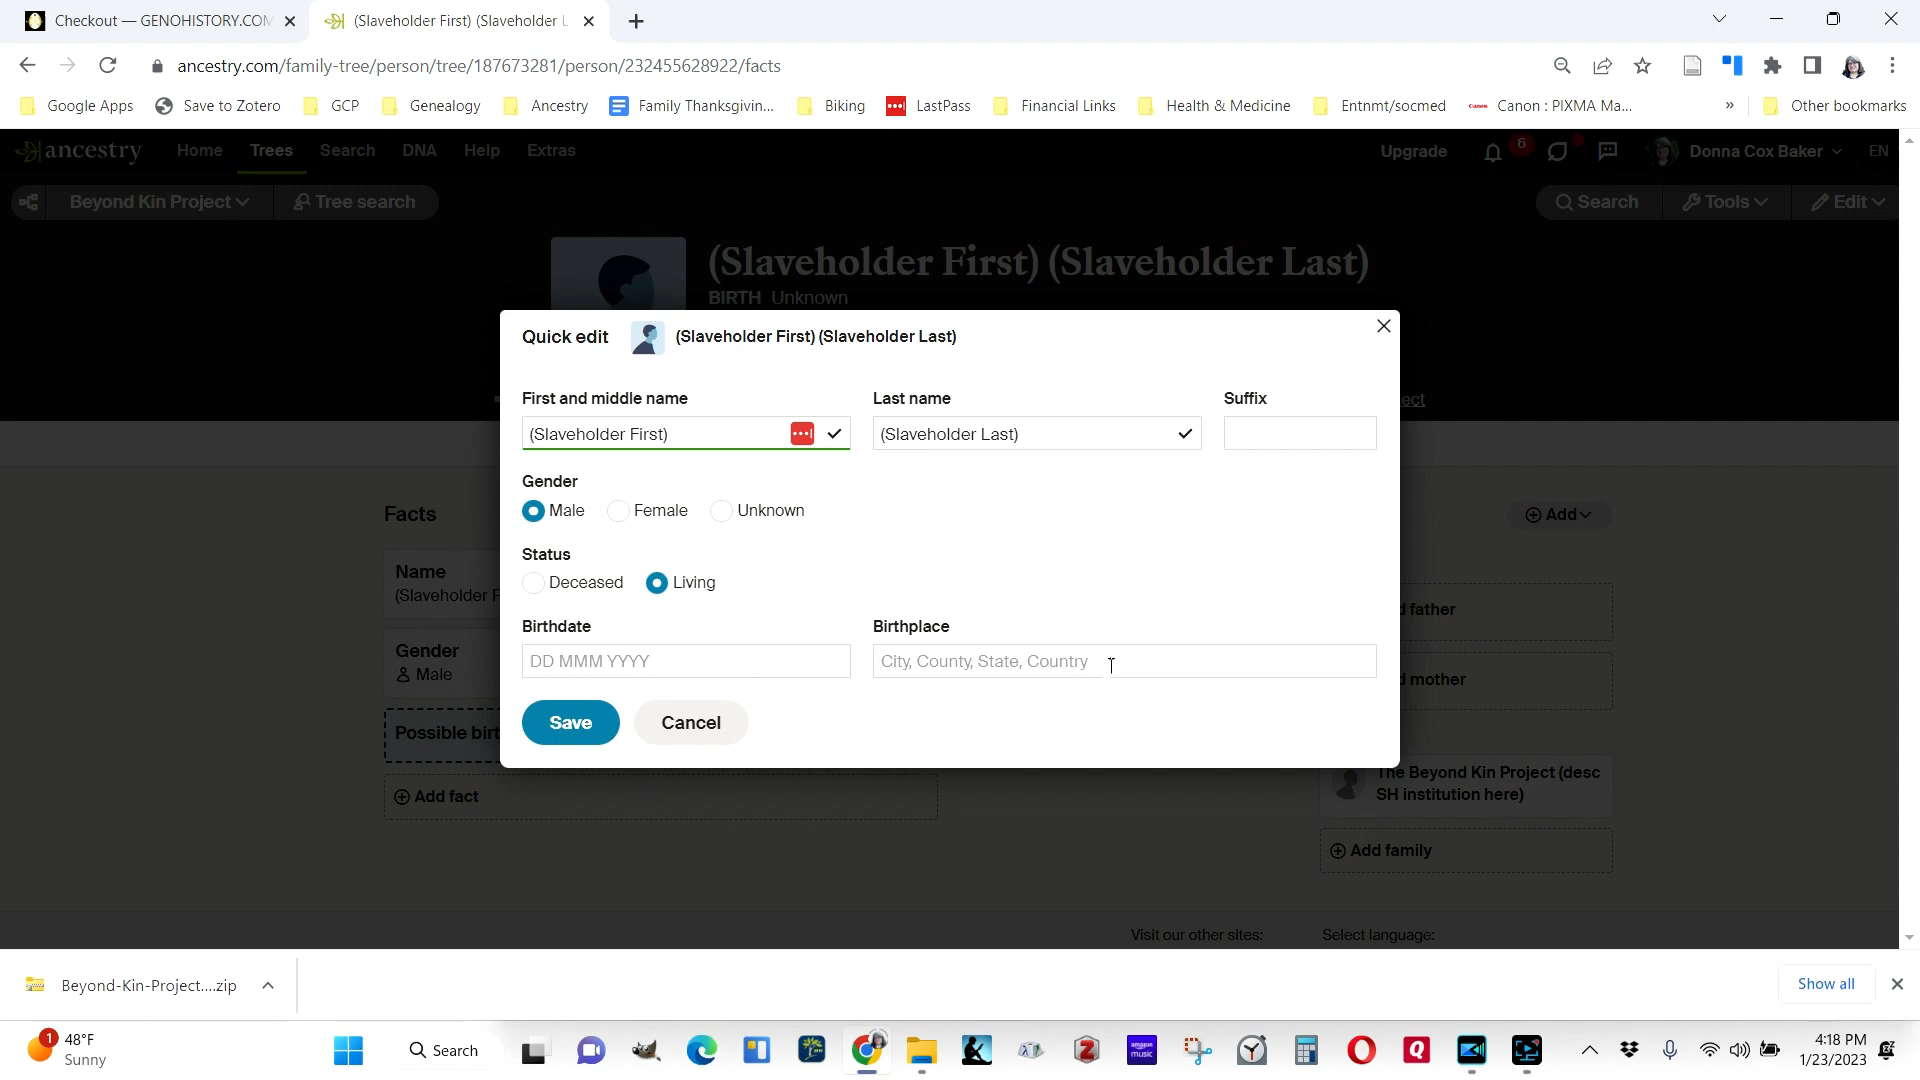 Checkout — GENOHISTORY.COM
(Slaveholder First) (Slaveholder L
ancestry.com/family-tree/person/tree/187673281/person/232455628922/facts
Google Apps Save to Zotero GCP Genealogy Ancestry Family Thanksgivin... Biking LastPass Financial Links Health & Medicine Entnmt/socmed Canon : PIXMA Ma... » Other bookmarks
ancestry Home Trees Search DNA Help Extras Upgrade 6 Donna Cox Baker EN
Beyond Kin Project Tree search Search Tools Edit
(Slaveholder First) (Slaveholder Last)
BIRTH Unknown
Quick edit (Slaveholder First) (Slaveholder Last)
First and middle name Last name Suffix
ect
(Slaveholder First) (Slaveholder Last)
Gender
Male Female Unknown
Facts Add
Status
Deceased Living
Name
(Slaveholder F
d father
Birthdate Birthplace
DD MMM YYYY City, County, State, Country
Gender
Male
d mother
Save Cancel
Possible birt
The Beyond Kin Project (desc
SH institution here)
Add fact
Add family
Visit our other sites: Select language:
Beyond-Kin-Project....zip Show all
1 48°F
Sunny
Search
music
4:18 PM
1/23/2023